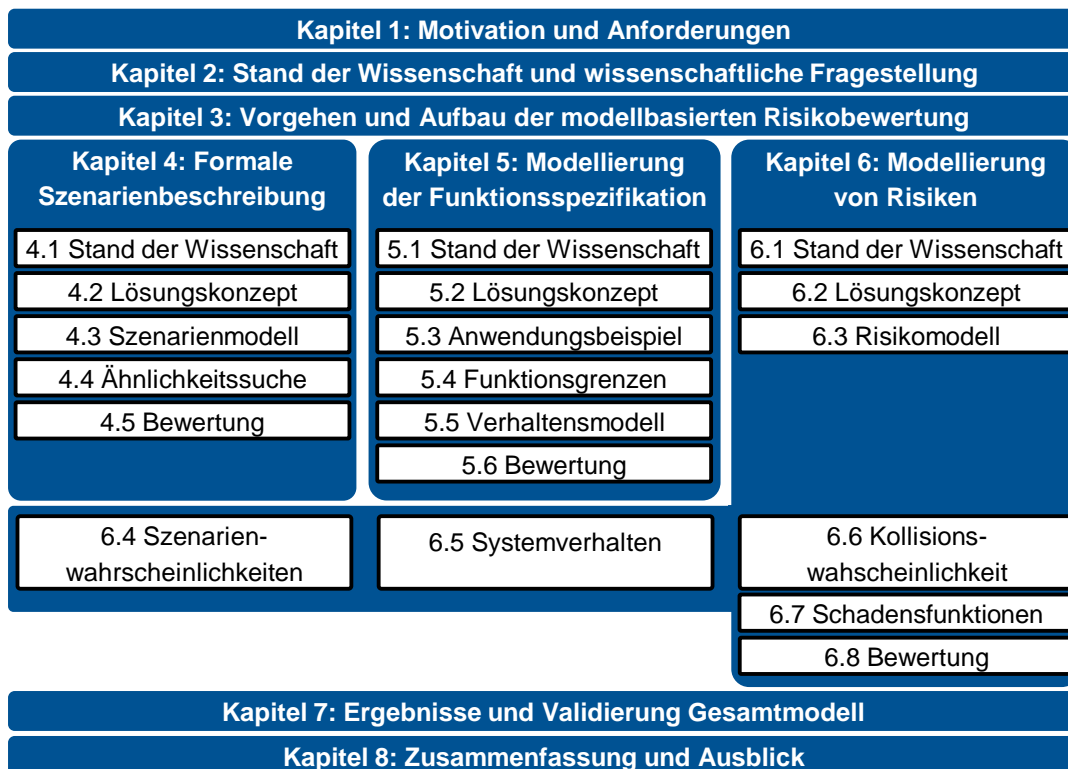 Kapitel 1: Motivation und Anforderungen
Kapitel 2: Stand der Wissenschaft und wissenschaftliche Fragestellung
Kapitel 3: Vorgehen und Aufbau der modellbasierten Risikobewertung
Kapitel 4: Formale
Szenarienbeschreibung
4.1 Stand der Wissenschaft
4.2 Lösungskonzept
4.3 Szenarienmodell
4.4 Ähnlichkeitssuche
4.5 Bewertung
Kapitel 5: Modellierung
der Funktionsspezifikation
5.1 Stand der Wissenschaft
5.2 Lösungskonzept
5.3 Anwendungsbeispiel
5.4 Funktionsgrenzen
5.5 Verhaltensmodell
5.6 Bewertung
Kapitel 6: Modellierung
von Risiken
6.1 Stand der Wissenschaft
6.2 Lösungskonzept
6.3 Risikomodell
6.4 Szenarien-
wahrscheinlichkeiten
6.5 Systemverhalten
6.6 Kollisions-
wahscheinlichkeit
6.7 Schadensfunktionen
6.8 Bewertung
Kapitel 7: Ergebnisse und Validierung Gesamtmodell
Kapitel 8: Zusammenfassung und Ausblick